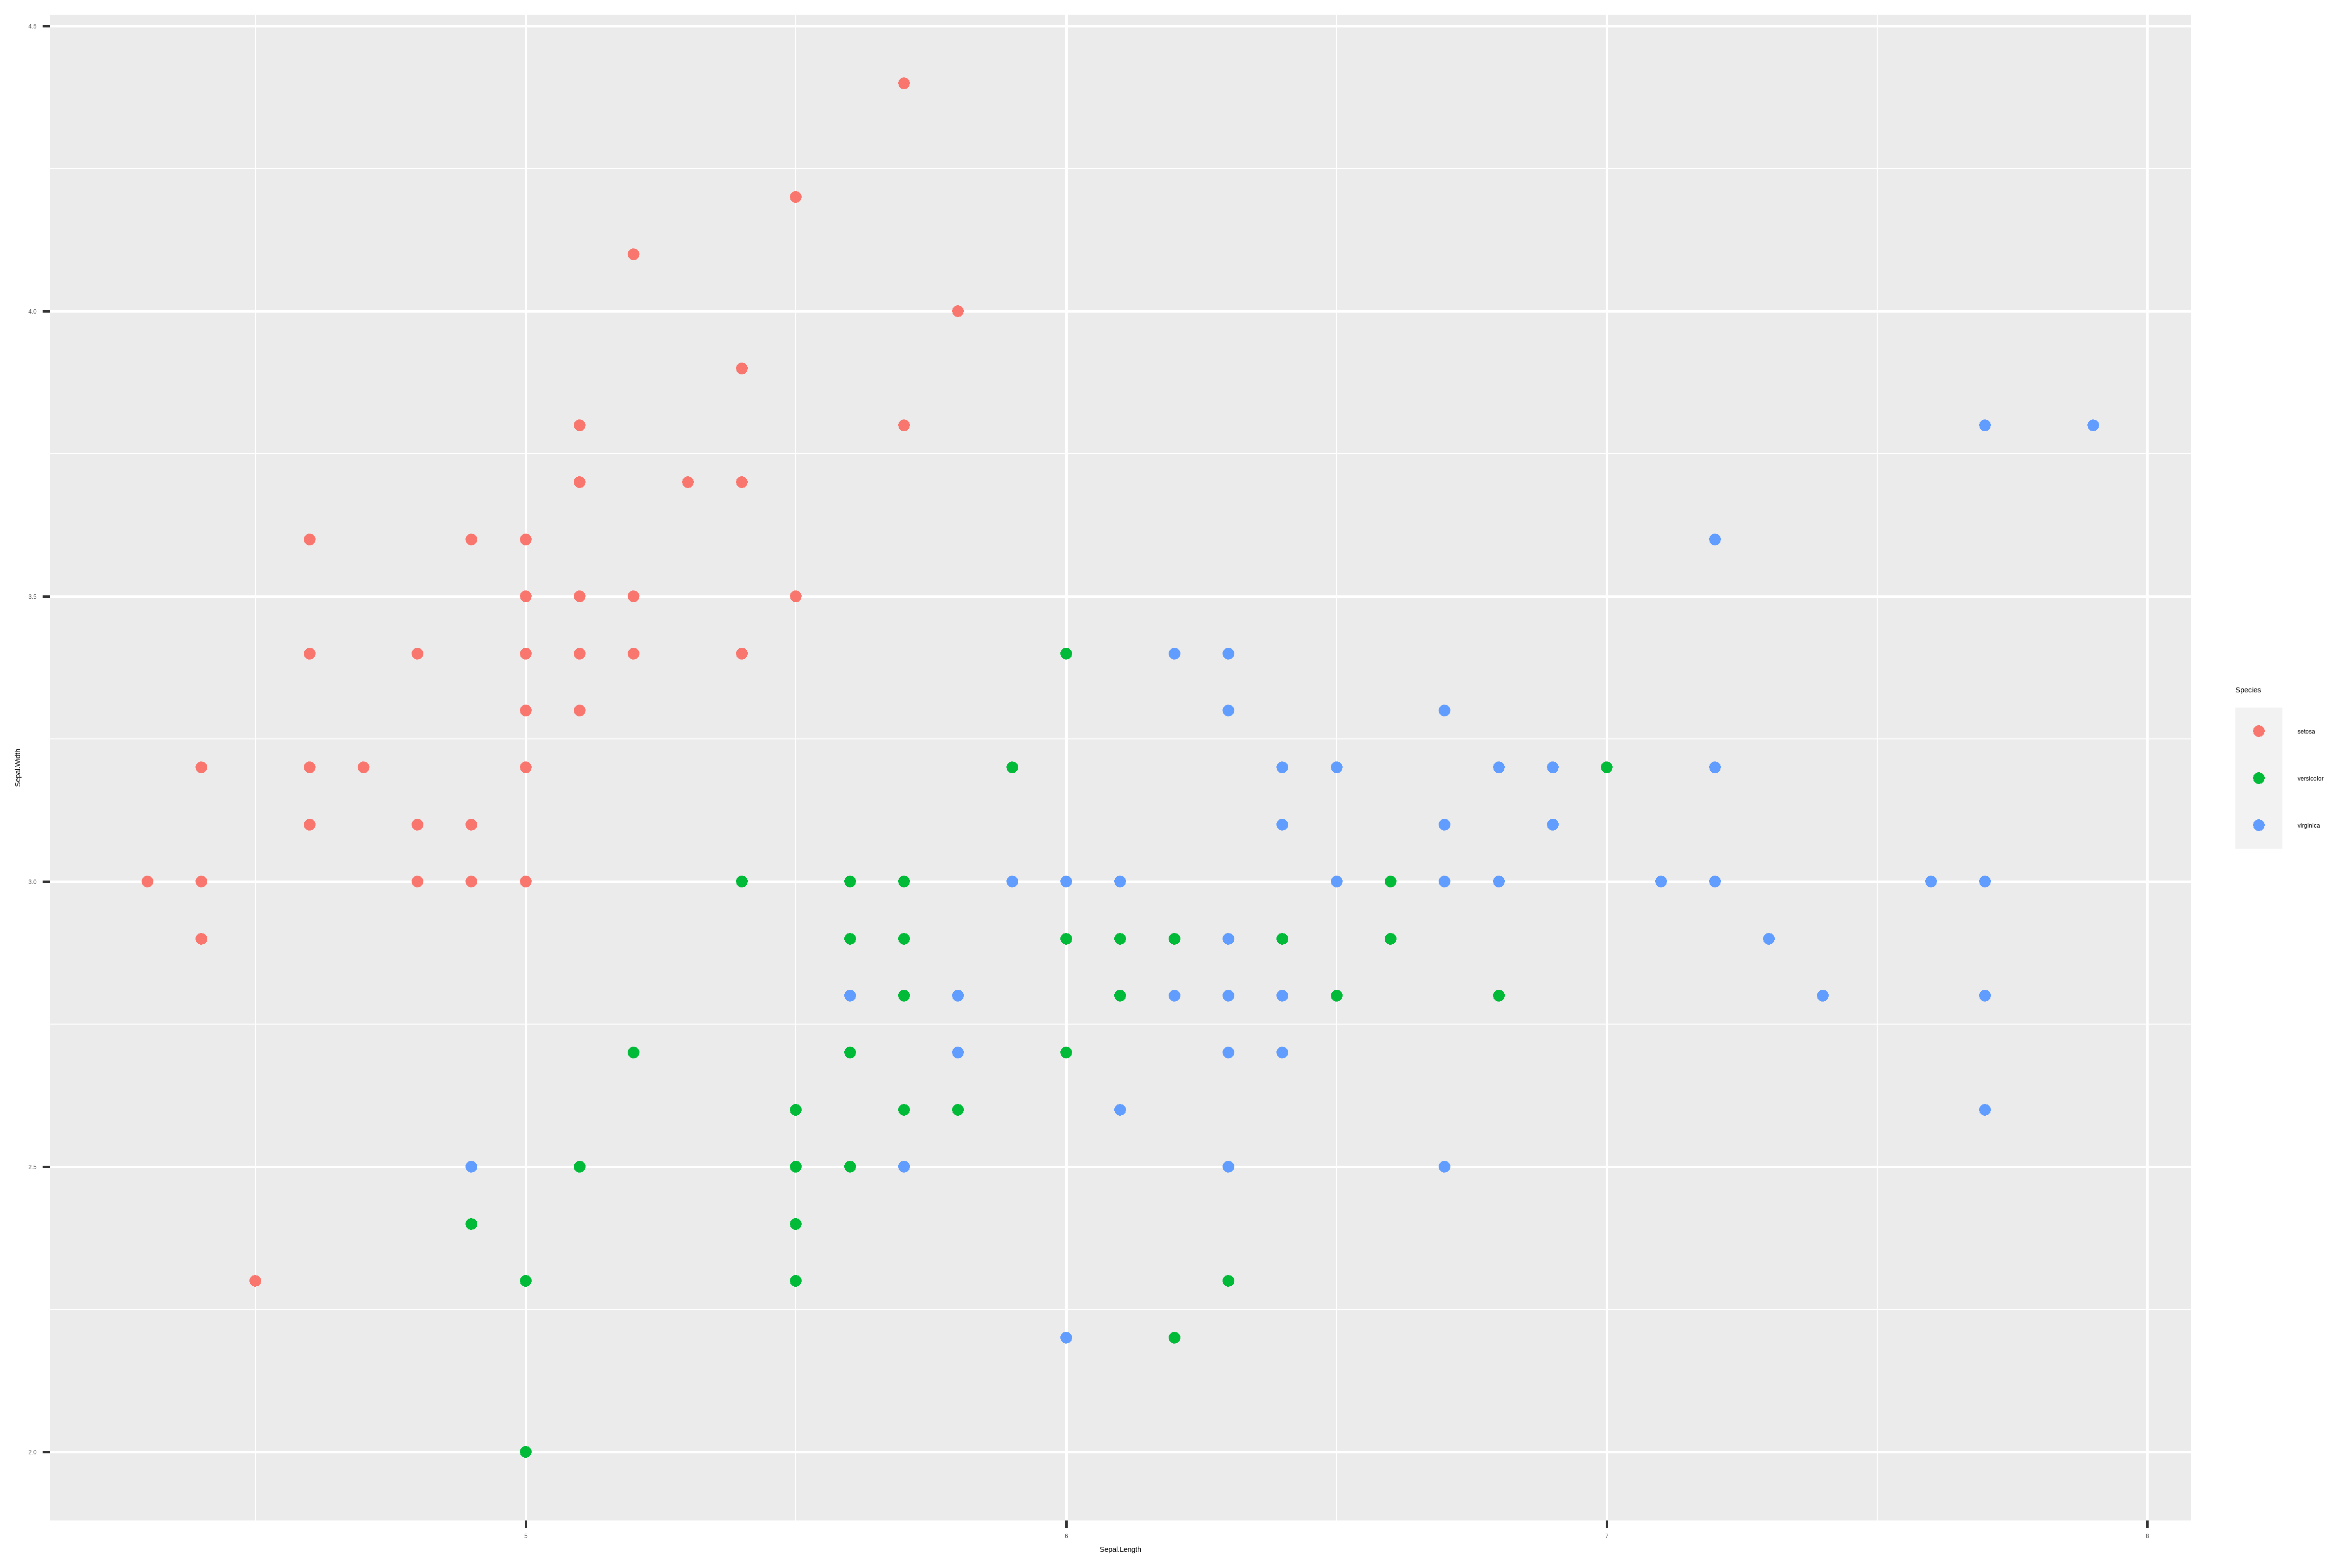 4.5
4.0
3.5
3.0
2.5
2.0
Sepal.Width
5 6 7 8
Sepal.Length
Species
setosa
versicolor
virginica